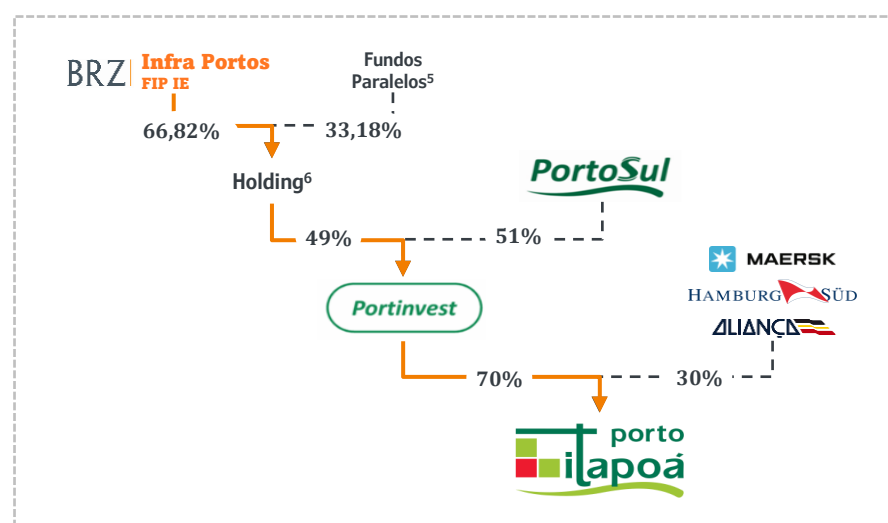 BRZ
Infra Portos
FIP IE
Fundos
Paralelos⁵
66,82%
33,18%
Holding⁶
PortoSul
49%
51%
MAERSK
HAMBURG SÜD
ALIANÇA
Portinvest
70%
30%
porto
itapoá